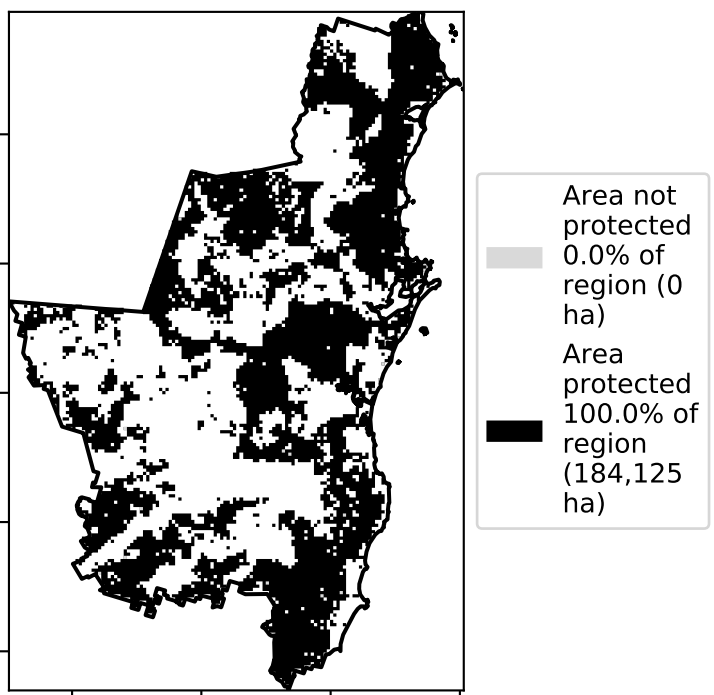 Area not
protected
0.0% of
region (0
ha)
Area
protected
100.0% of
region
(184,125
ha)